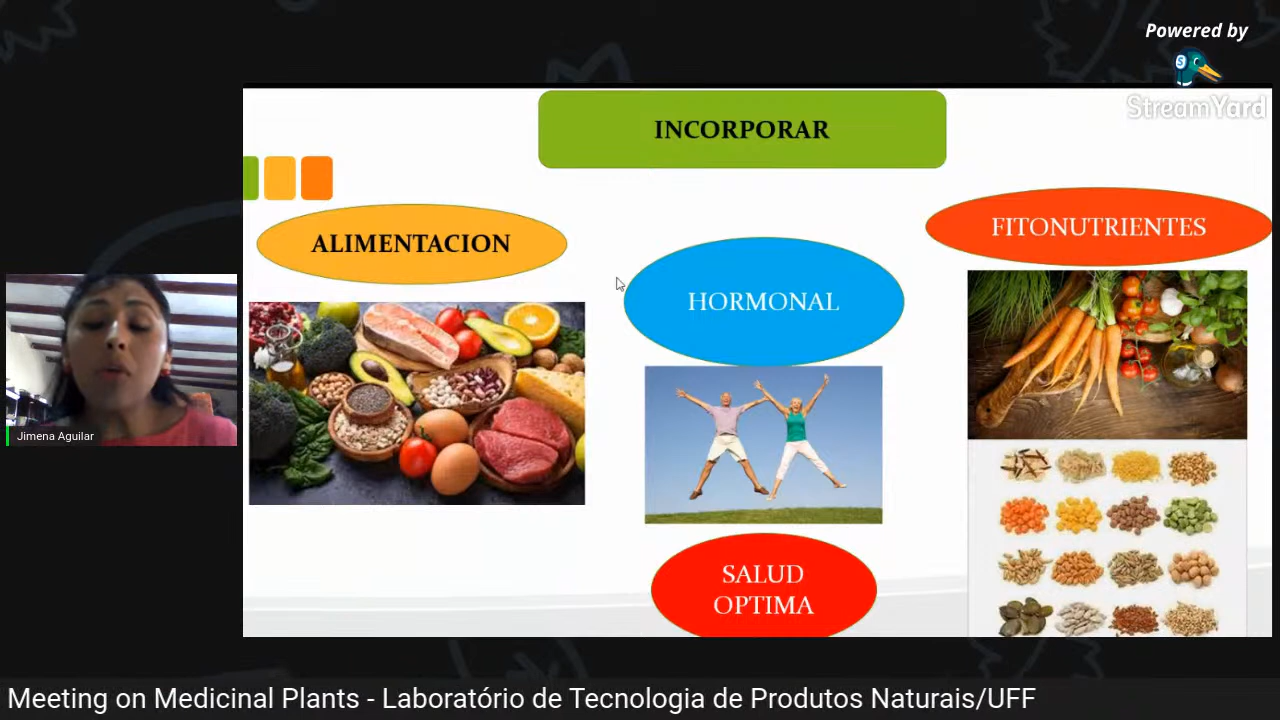 Powered by
S
StreamYard
INCORPORAR
ALIMENTACION
HORMONAL
FITONUTRIENTES
SALUD
OPTIMA
Jimena Aguilar
Meeting on Medicinal Plants - Laboratório de Tecnologia de Produtos Naturais/UFF